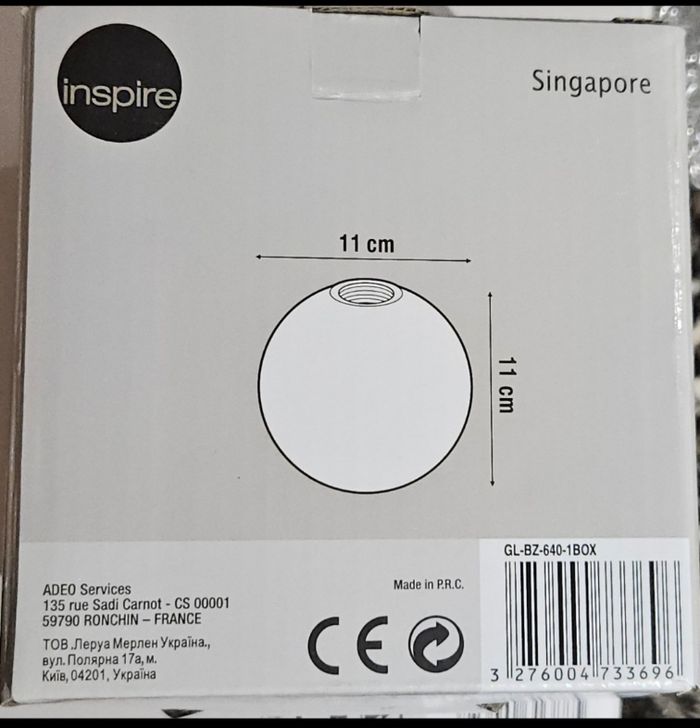 inspire
Singapore
11 cm
11 cm
GL-BZ-640-1BOX
ADEO Services
135 rue Sadi Carnot - CS 00001
59790 RONCHIN – FRANCE
Made in P.R.C.
ТОВ „Леруа Мерлен Україна„,
вул. Полярна 17а, м.
Київ, 04201, Україна
CE
3 276004 733696